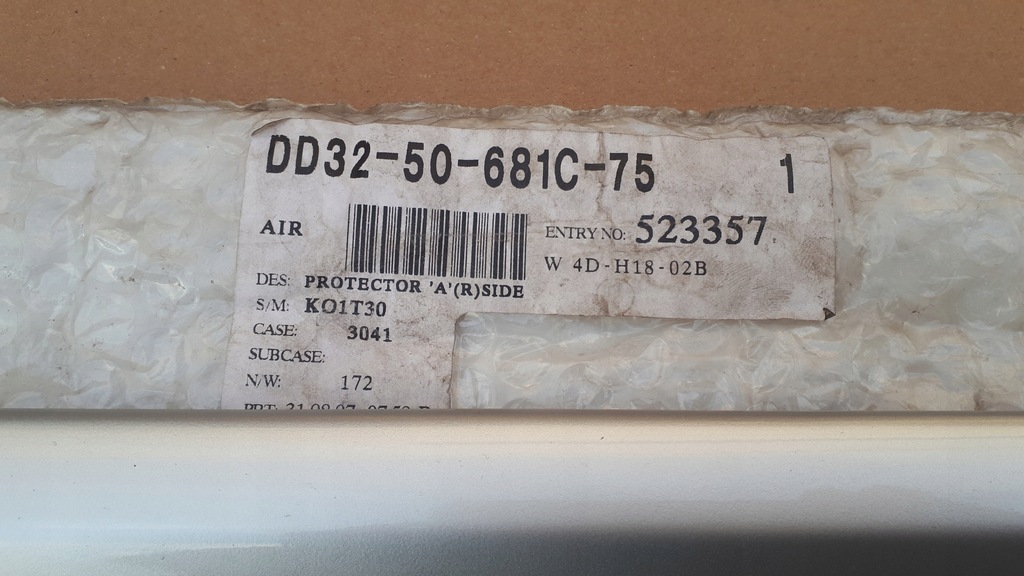 DD32-50-681C-75 1
AIR
ENTRY NO: 523357
W 4D-H18-02B
DES: PROTECTOR 'A'(R)SIDE
S/M: KO1T30
CASE: 3041
SUBCASE:
N/W: 172
PRT: